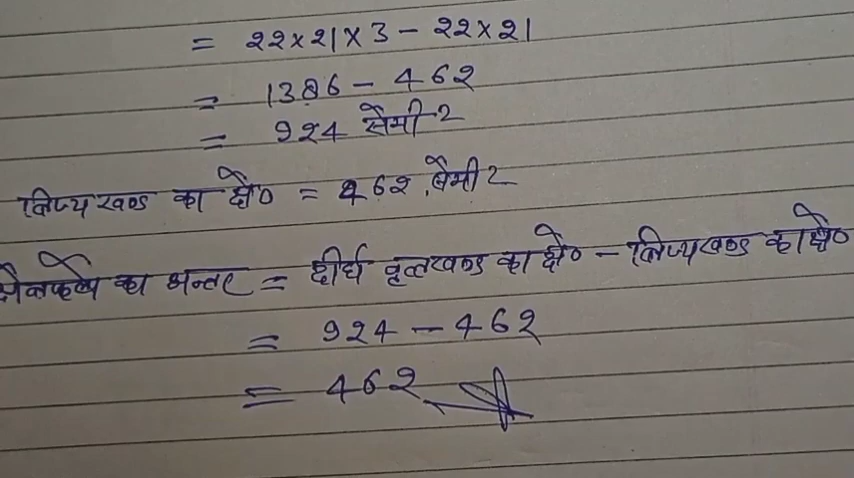 = 22×21×3 - 22×21
= 1386 - 462
= 924 सेमी2
त्रिज्यखण्ड का क्षे० = 462 सेमी2
क्षेत्रफलो का अन्तर = दीर्घ वृत्तखण्ड का क्षे० - त्रिज्यखण्ड का क्षे०
= 924 - 462
= 462